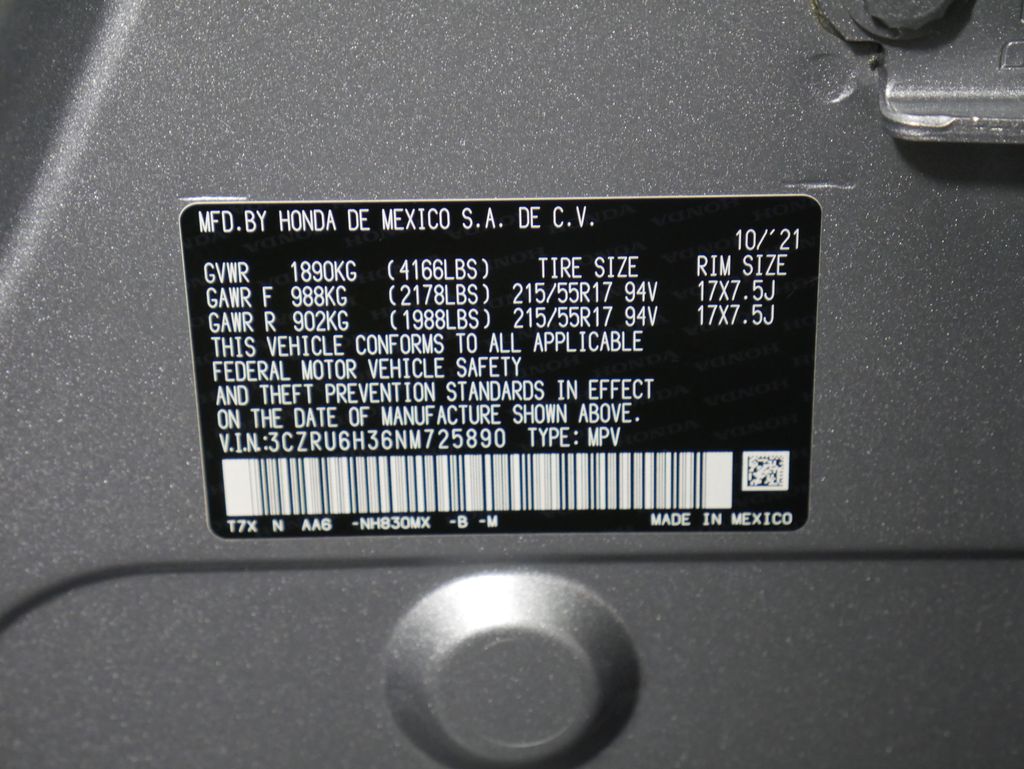 MFD.BY HONDA DE MEXICO S.A. DE C.V.
10/'21
GVWR 1890KG (4166LBS) TIRE SIZE RIM SIZE
GAWR F 988KG (2178LBS) 215/55R17 94V 17X7.5J
GAWR R 902KG (1988LBS) 215/55R17 94V 17X7.5J
THIS VEHICLE CONFORMS TO ALL APPLICABLE
FEDERAL MOTOR VEHICLE SAFETY
AND THEFT PREVENTION STANDARDS IN EFFECT
ON THE DATE OF MANUFACTURE SHOWN ABOVE.
V.I.N.:3CZRU6H36NM725890 TYPE: MPV
T7X N AA6 -NH830MX -B -M MADE IN MEXICO